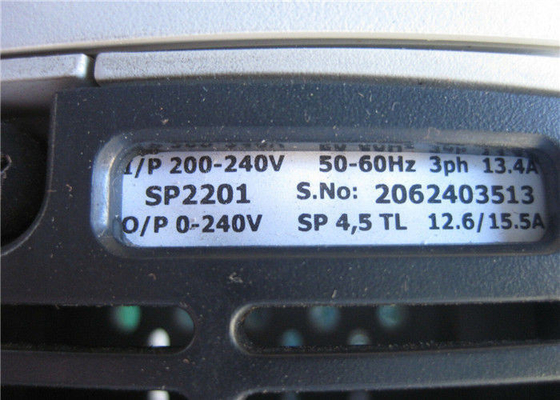 I/P 200-240V 50-60Hz 3ph 13.4A
SP2201 S.No: 2062403513
O/P 0-240V SP 4,5 TL 12.6/15.5A